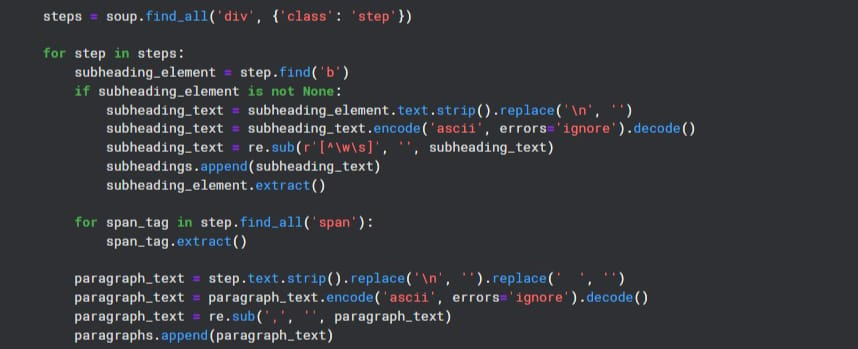 steps = soup.find_all('div', {'class': 'step'})
for step in steps:
subheading_element = step.find('b')
if subheading_element is not None:
subheading_text = subheading_element.text.strip().replace('\n', '')
subheading_text = subheading_text.encode('ascii', errors='ignore').decode()
subheading_text = re.sub(r'[^\w\s]', '', subheading_text)
subheadings.append(subheading_text)
subheading_element.extract()
for span_tag in step.find_all('span'):
span_tag.extract()
paragraph_text = step.text.strip().replace('\n', '').replace('  ', '')
paragraph_text = paragraph_text.encode('ascii', errors='ignore').decode()
paragraph_text = re.sub(',', '', paragraph_text)
paragraphs.append(paragraph_text)